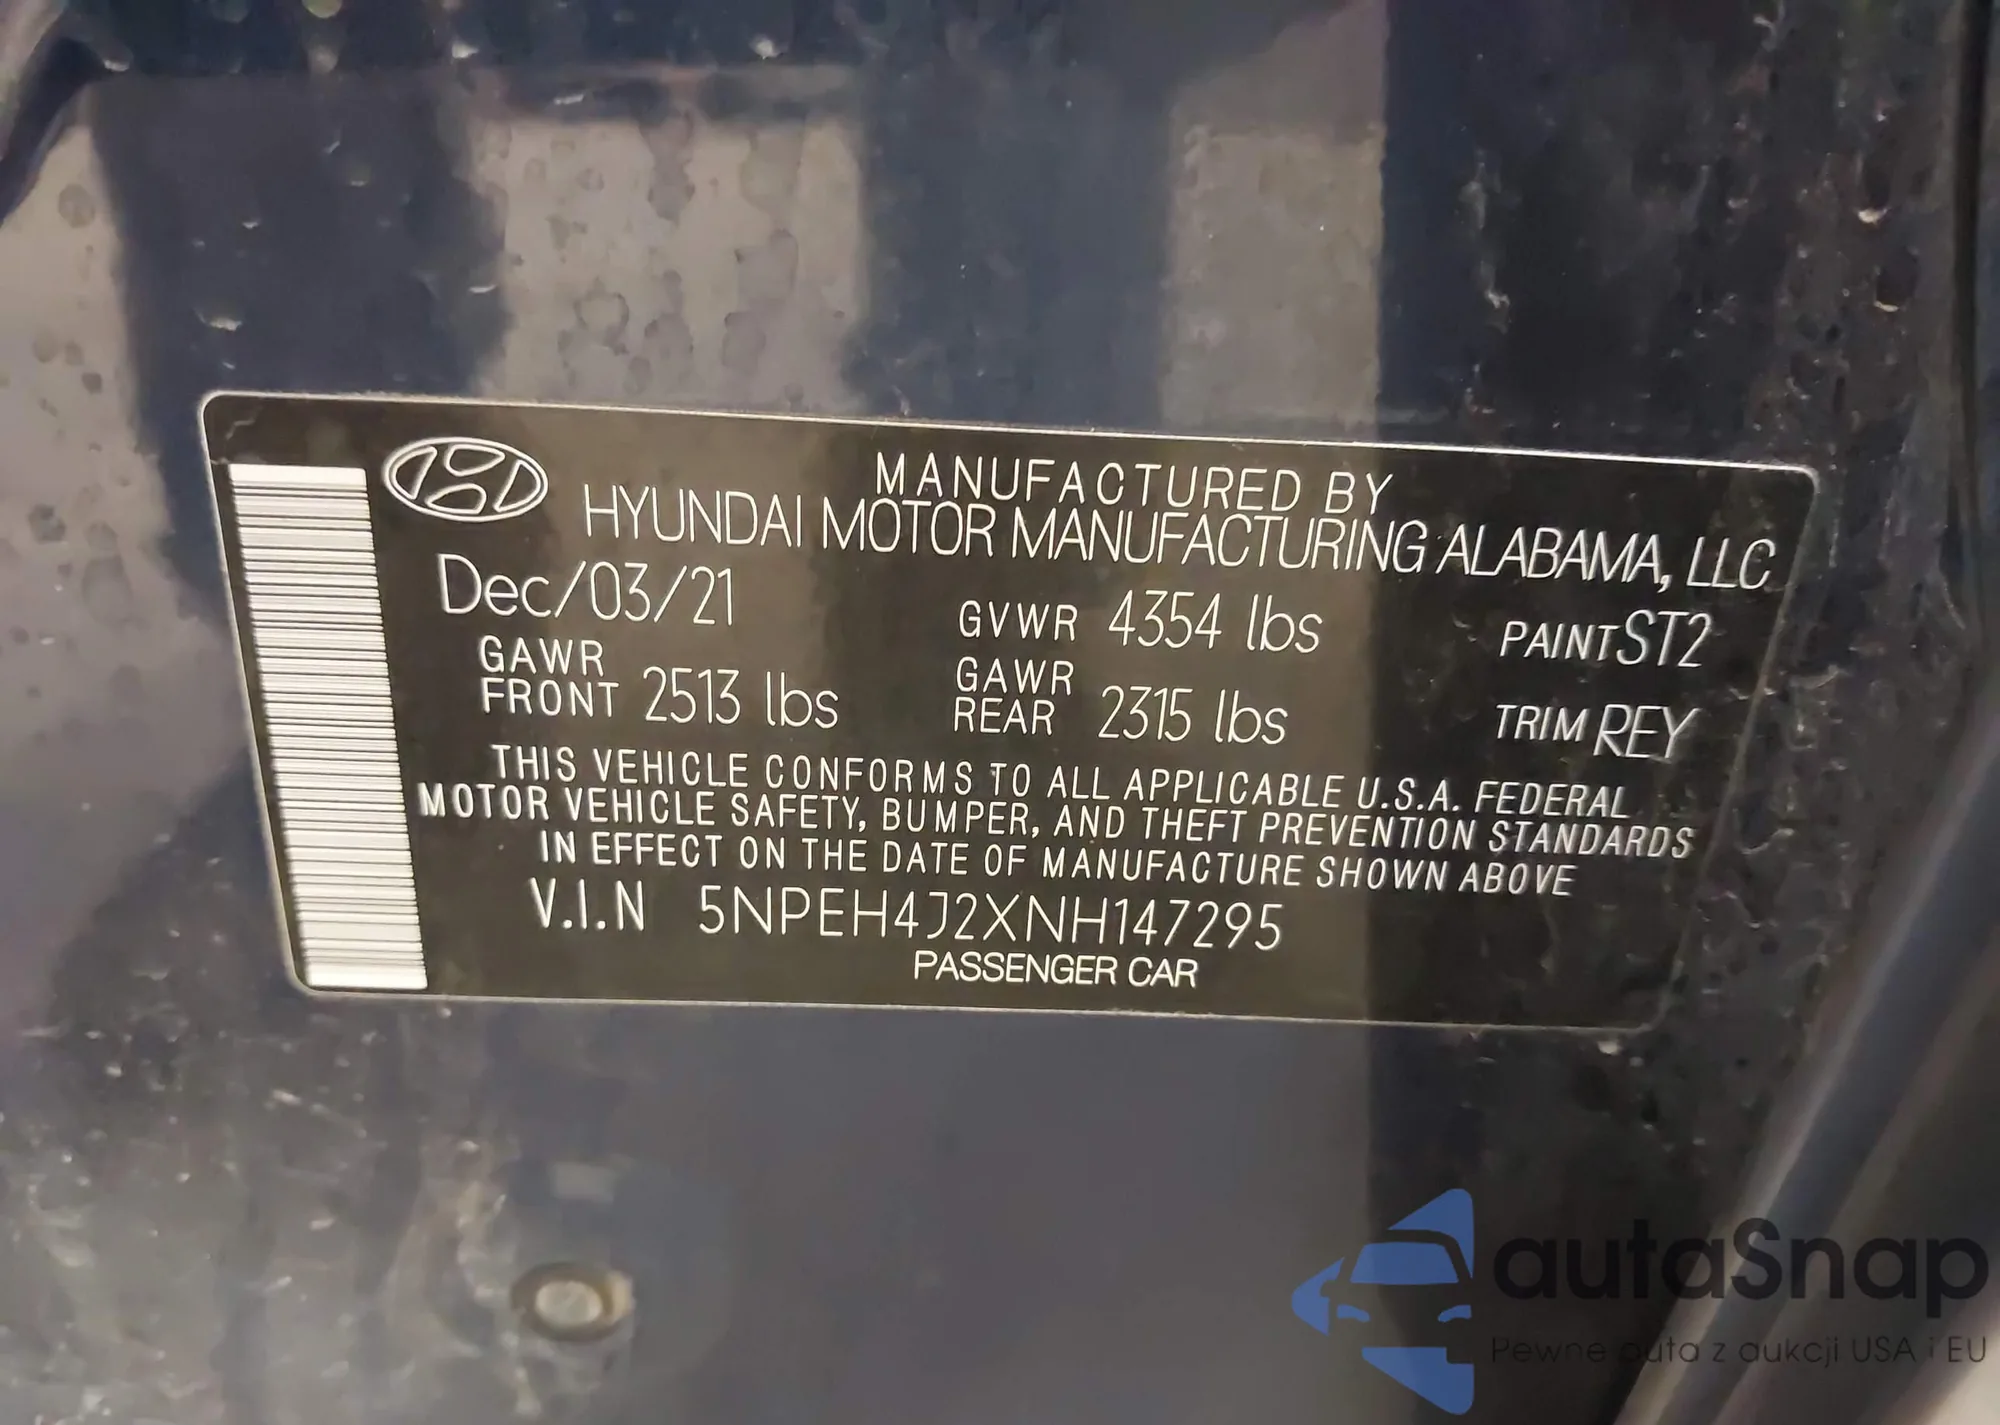 MANUFACTURED BY
HYUNDAI MOTOR MANUFACTURING ALABAMA, LLC
Dec/03/21 GVWR 4354 lbs PAINT ST2
GAWR FRONT 2513 lbs GAWR REAR 2315 lbs TRIM REY
THIS VEHICLE CONFORMS TO ALL APPLICABLE U.S.A. FEDERAL
MOTOR VEHICLE SAFETY, BUMPER, AND THEFT PREVENTION STANDARDS
IN EFFECT ON THE DATE OF MANUFACTURE SHOWN ABOVE
V.I.N 5NPEH4J2XNH147295
PASSENGER CAR
autaSnap
Pewne auta z aukcji USA i EU